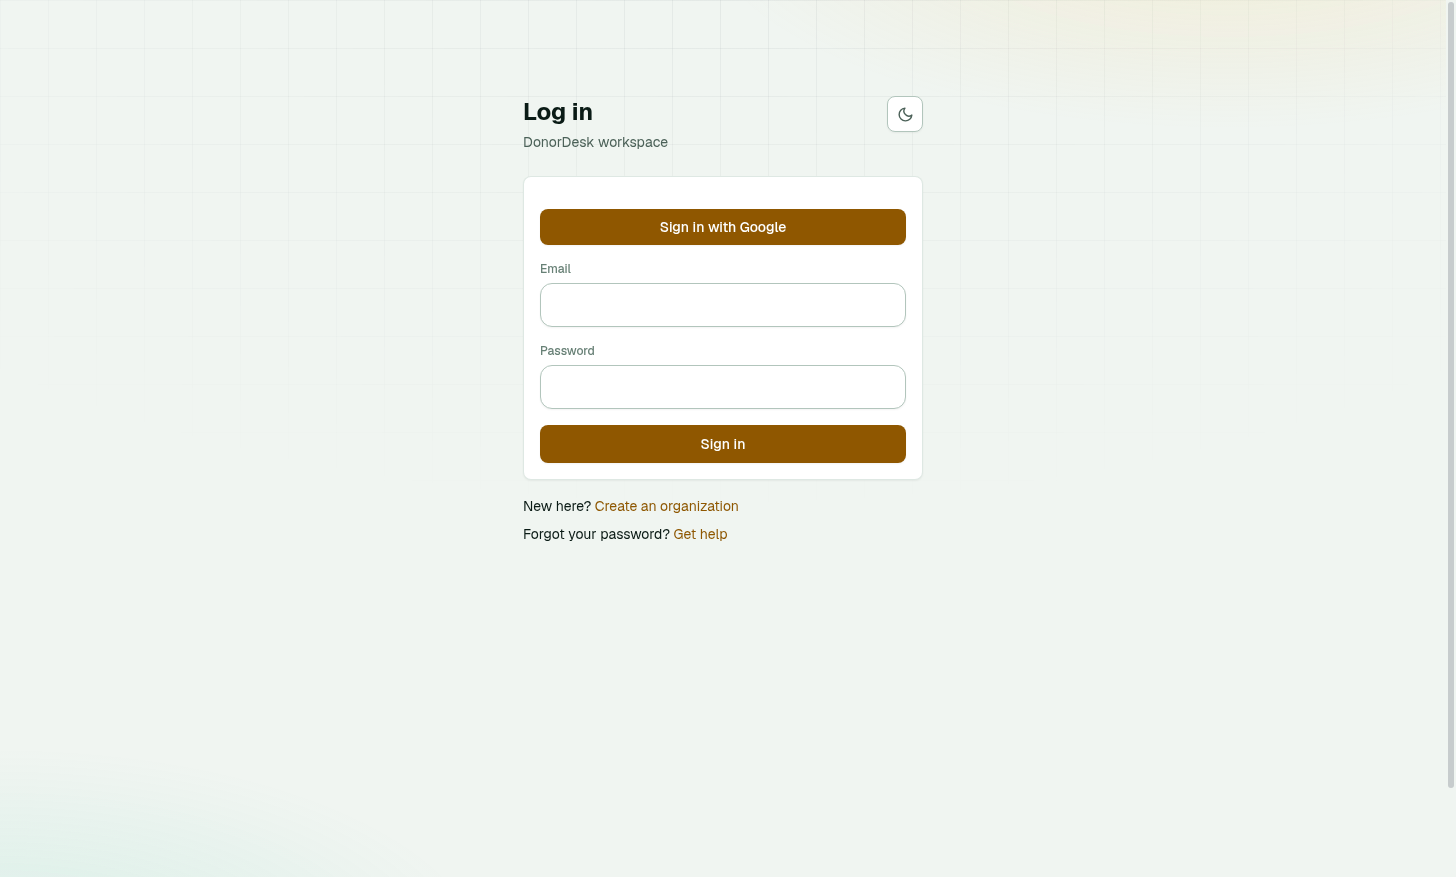 Log in
DonorDesk workspace
Sign in with Google
Email
Password
Sign in
New here? Create an organization
Forgot your password? Get help